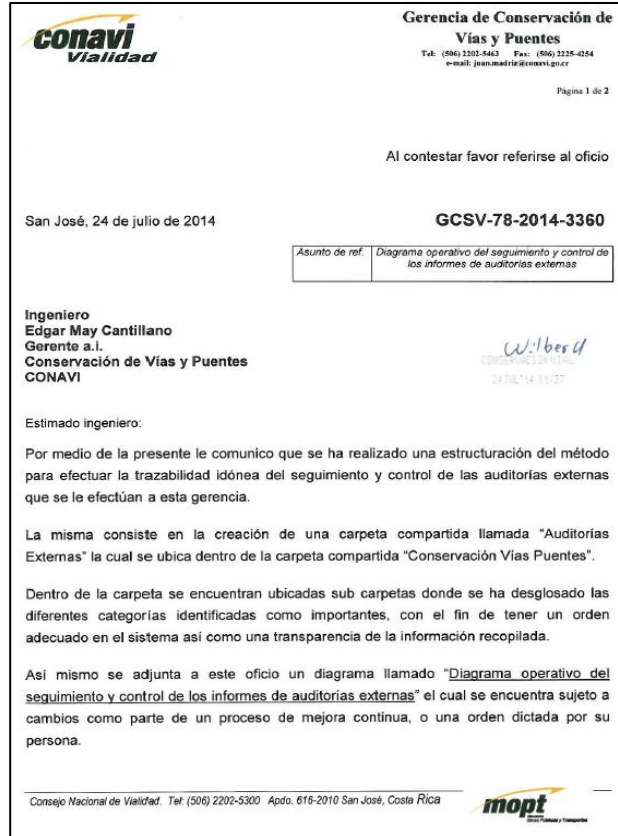 conavi
Vialidad
Gerencia de Conservación de
Vías y Puentes
Tel: (506) 2202-5463 Fax: (506) 2225-4254
e-mail: juan.madriz@conavi.go.cr
Página 1 de 2
Al contestar favor referirse al oficio
San José, 24 de julio de 2014
GCSV-78-2014-3360
Asunto de ref. Diagrama operativo del seguimiento y control de
los informes de auditorías externas
Ingeniero
Edgar May Cantillano
Gerente a.i.
Conservación de Vías y Puentes
CONAVI
Wilber
CONSERVACION VIAL
24 JUL '14 11:27
Estimado ingeniero:
Por medio de la presente le comunico que se ha realizado una estructuración del método
para efectuar la trazabilidad idónea del seguimiento y control de las auditorías externas
que se le efectúan a esta gerencia.
La misma consiste en la creación de una carpeta compartida llamada “Auditorías
Externas” la cual se ubica dentro de la carpeta compartida “Conservación Vías Puentes”.
Dentro de la carpeta se encuentran ubicadas sub carpetas donde se ha desglosado las
diferentes categorías identificadas como importantes, con el fin de tener un orden
adecuado en el sistema así como una transparencia de la información recopilada.
Así mismo se adjunta a este oficio un diagrama llamado “Diagrama operativo del
seguimiento y control de los informes de auditorías externas” el cual se encuentra sujeto a
cambios como parte de un proceso de mejora continua, o una orden dictada por su
persona.
Consejo Nacional de Vialidad. Tel: (506) 2202-5300 Apdo. 616-2010 San José, Costa Rica
mopt
Obras Públicas y Transportes